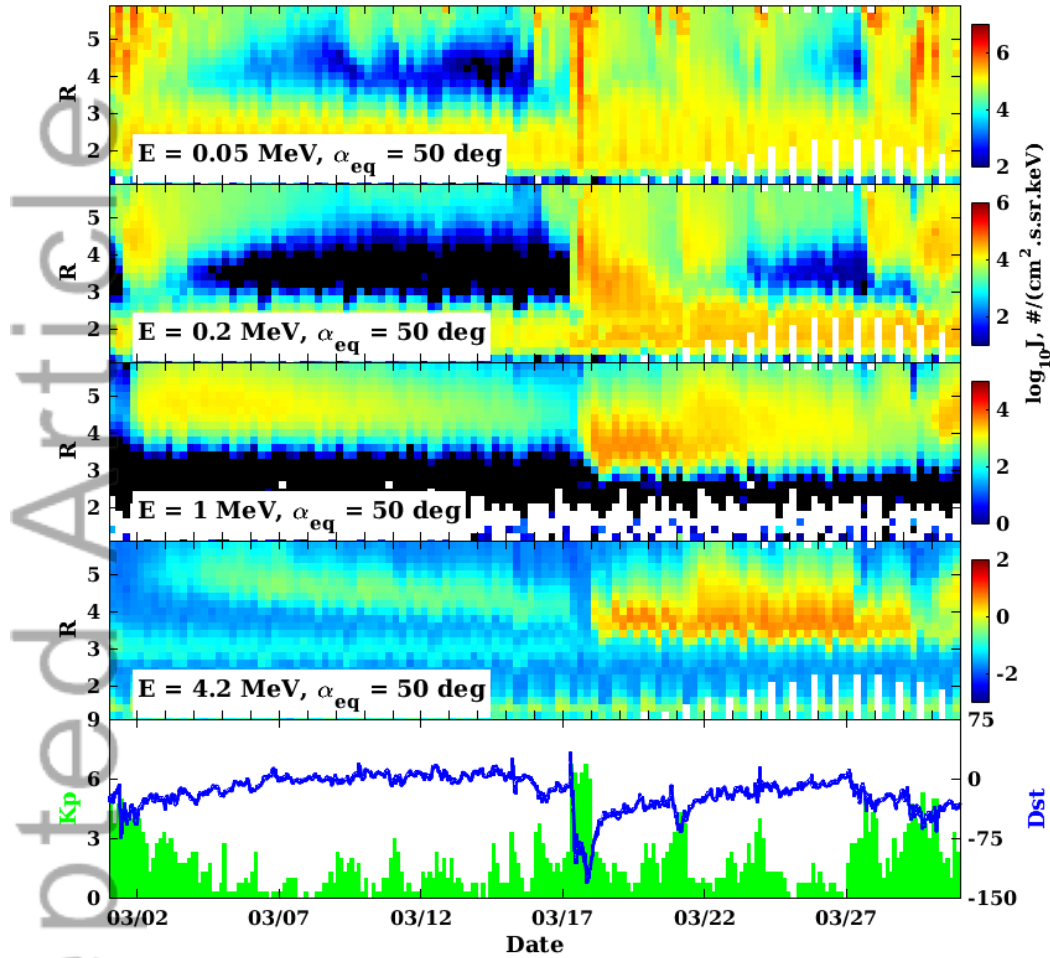 5
4
3
2
R
E = 0.05 MeV, αeq = 50 deg
6
4
2
5
4
3
2
R
E = 0.2 MeV, αeq = 50 deg
6
4
2
log10J, #/(cm2.s.sr.keV)
5
4
3
2
R
E = 1 MeV, αeq = 50 deg
4
2
0
5
4
3
2
R
E = 4.2 MeV, αeq = 50 deg
2
0
-2
9
6
3
0
Kp
75
0
-75
-150
Dst
03/02 03/07 03/12 03/17 03/22 03/27
Date
pted Article